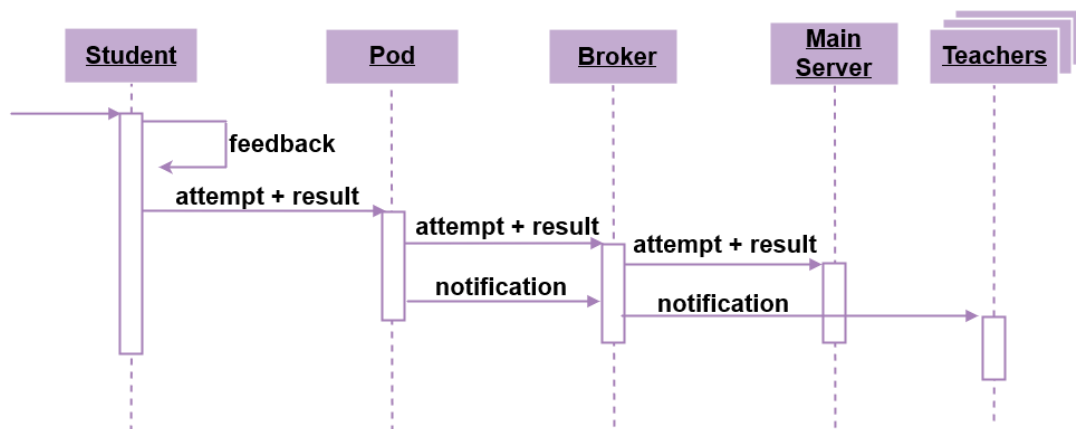 Student
Pod
Broker
Main
Server
Teachers
feedback
attempt + result
attempt + result
attempt + result
notification
notification